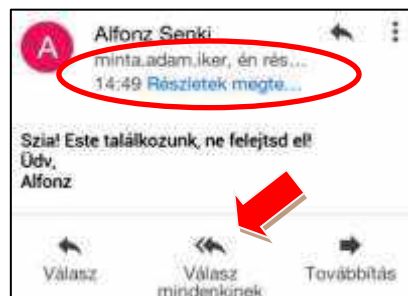 A
Alfonz Senki
minta.adam.iker, én rés...
14:49 Részletek megte...
Szia! Este találkozunk, ne felejtsd el!
Üdv,
Alfonz
Válasz
Válasz mindenkinek
Továbbítás